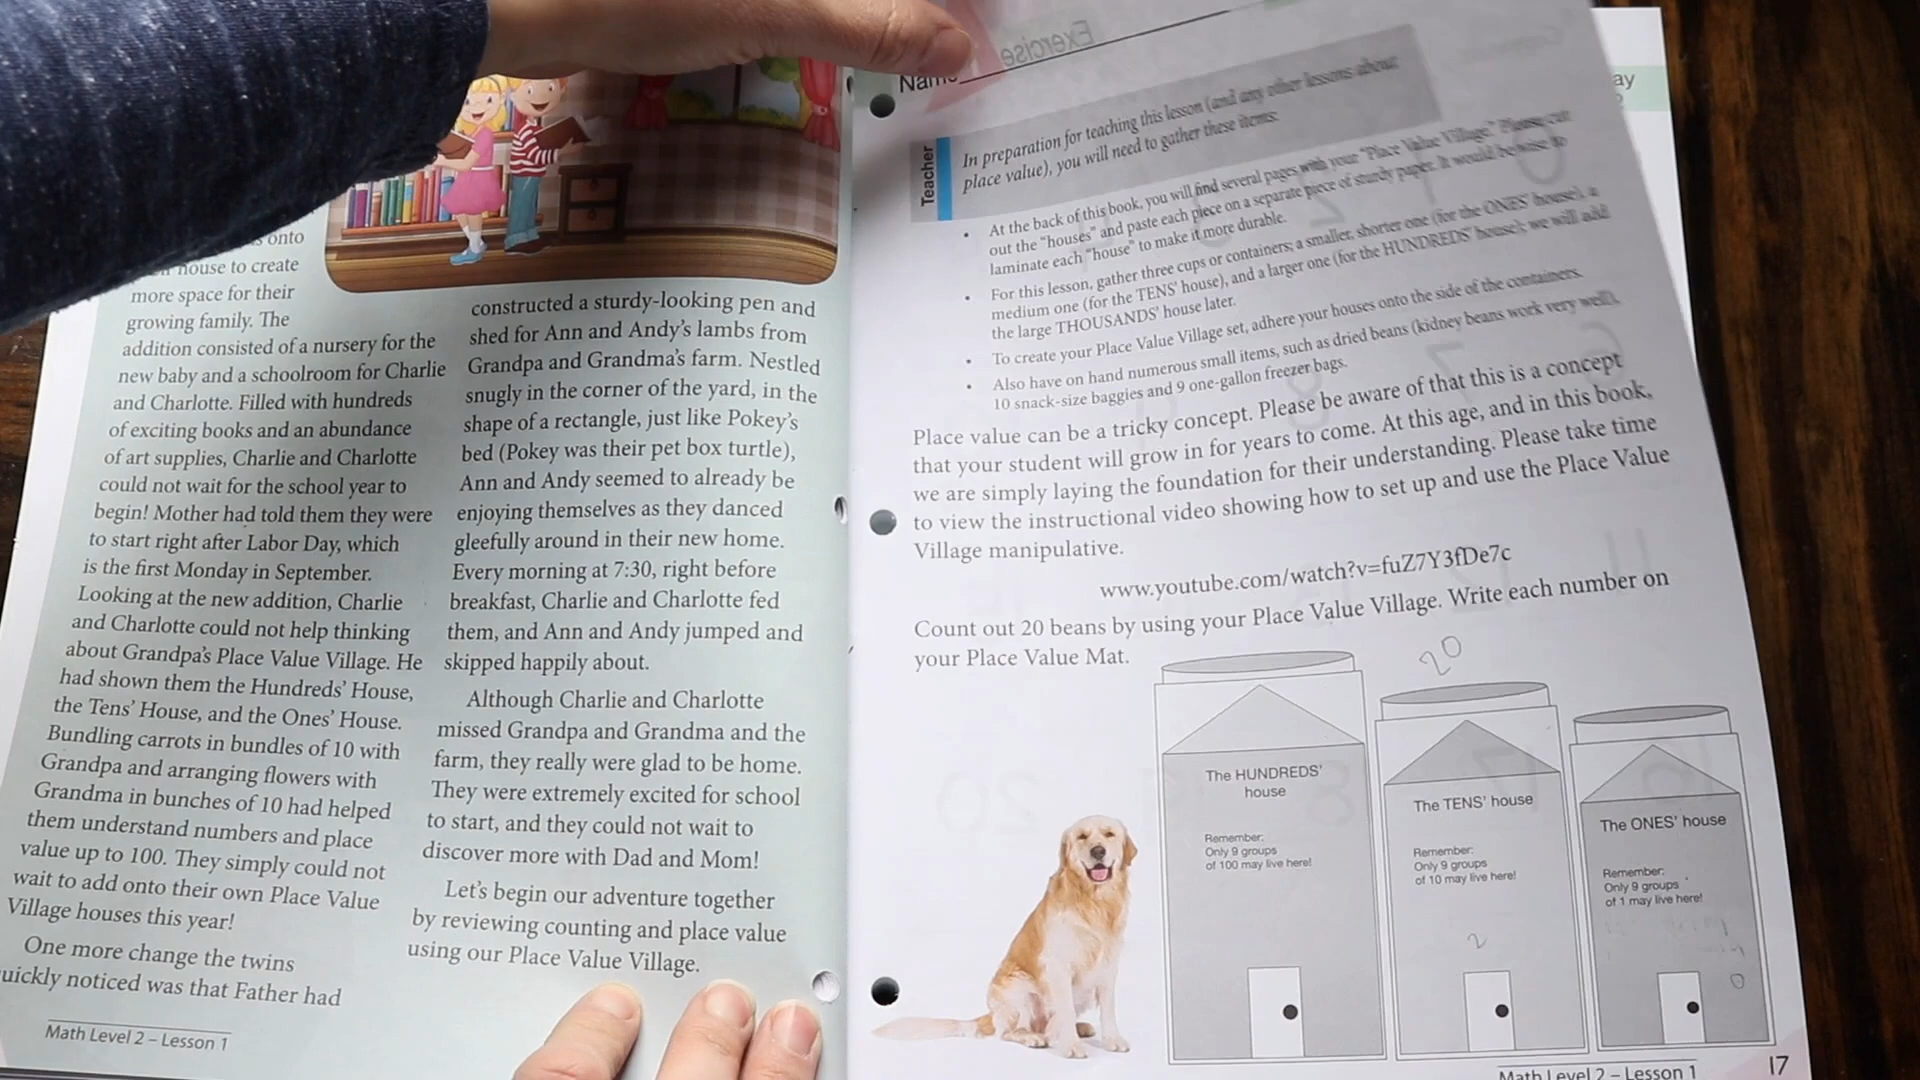 onto
house to create
more space for their
growing family. The
addition consisted of a nursery for the
new baby and a schoolroom for Charlie
and Charlotte. Filled with hundreds
of exciting books and an abundance
of art supplies, Charlie and Charlotte
could not wait for the school year to
begin! Mother had told them they were
to start right after Labor Day, which
is the first Monday in September.
Looking at the new addition, Charlie
and Charlotte could not help thinking
about Grandpa's Place Value Village. He
had shown them the Hundreds' House,
the Tens' House, and the Ones' House.
Bundling carrots in bundles of 10 with
Grandpa and arranging flowers with
Grandma in bunches of 10 had helped
them understand numbers and place
value up to 100. They simply could not
wait to add onto their own Place Value
Village houses this year!
One more change the twins
uickly noticed was that Father had
Math Level 2 – Lesson 1
constructed a sturdy-looking pen and
shed for Ann and Andy's lambs from
Grandpa and Grandma's farm. Nestled
snugly in the corner of the yard, in the
shape of a rectangle, just like Pokey's
bed (Pokey was their pet box turtle),
Ann and Andy seemed to already be
enjoying themselves as they danced
gleefully around in their new home.
Every morning at 7:30, right before
breakfast, Charlie and Charlotte fed
them, and Ann and Andy jumped and
skipped happily about.
Although Charlie and Charlotte
missed Grandpa and Grandma and the
farm, they really were glad to be home.
They were extremely excited for school
to start, and they could not wait to
discover more with Dad and Mom!
Let's begin our adventure together
by reviewing counting and place value
using our Place Value Village.
Exercise
Name
ay
Teacher
In preparation for teaching this lesson (and any other lessons about
place value), you will need to gather these items:
• At the back of this book, you will find several pages with your "Place Value Village." Please cut
out the "houses" and paste each piece on a separate piece of sturdy paper. It would be wise to
laminate each "house" to make it more durable.
• For this lesson, gather three cups or containers; a smaller, shorter one (for the ONES' house), a
medium one (for the TENS' house), and a larger one (for the HUNDREDS' house); we will add
the large THOUSANDS' house later.
• To create your Place Value Village set, adhere your houses onto the side of the containers.
• Also have on hand numerous small items, such as dried beans (kidney beans work very well),
10 snack-size baggies and 9 one-gallon freezer bags.
Place value can be a tricky concept. Please be aware of that this is a concept
that your student will grow in for years to come. At this age, and in this book,
we are simply laying the foundation for their understanding. Please take time
to view the instructional video showing how to set up and use the Place Value
Village manipulative.
www.youtube.com/watch?v=fuZ7Y3fDe7c
Count out 20 beans by using your Place Value Village. Write each number on
your Place Value Mat.
20
The HUNDREDS'
house
Remember:
Only 9 groups
of 100 may live here!
The TENS' house
Remember:
Only 9 groups
of 10 may live here!
2
The ONES' house
Remember:
Only 9 groups
of 1 may live here!
0
Math Level 2 – Lesson 1
17